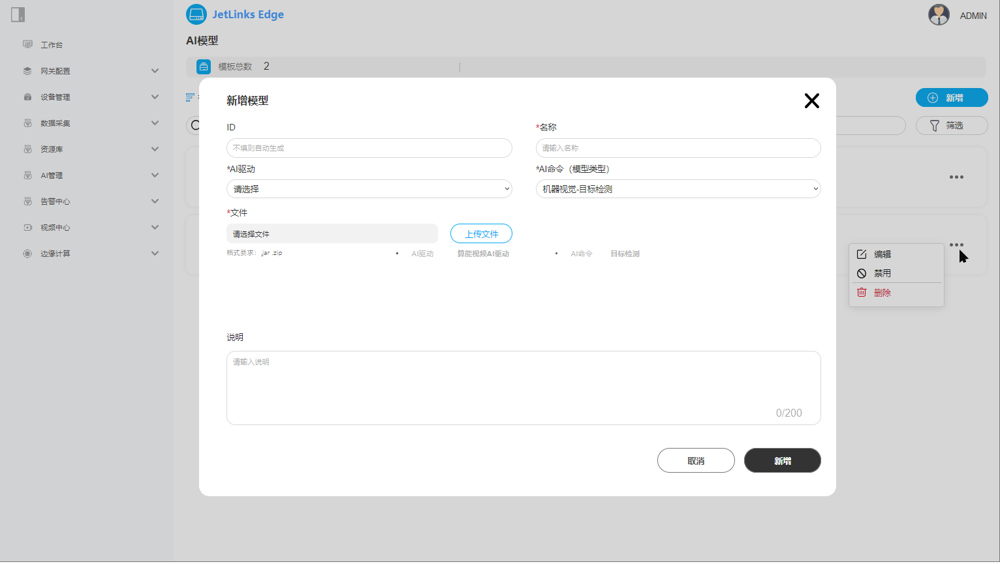 JetLinks Edge
ADMIN
AI模型
工作台
网关配置
设备管理
数据采集
资源库
AI管理
告警中心
视频中心
边缘计算
模板总数 2
新增
筛选
新增模型
ID
*名称
不填则自动生成
请输入名称
*AI驱动
*AI命令（模型类型）
请选择
机器视觉-目标检测
*文件
请选择文件
上传文件
格式要求: .jar .zip
• AI驱动 算能视频AI驱动
• AI命令 目标检测
编辑
禁用
删除
说明
请输入说明
0/200
取消
新增